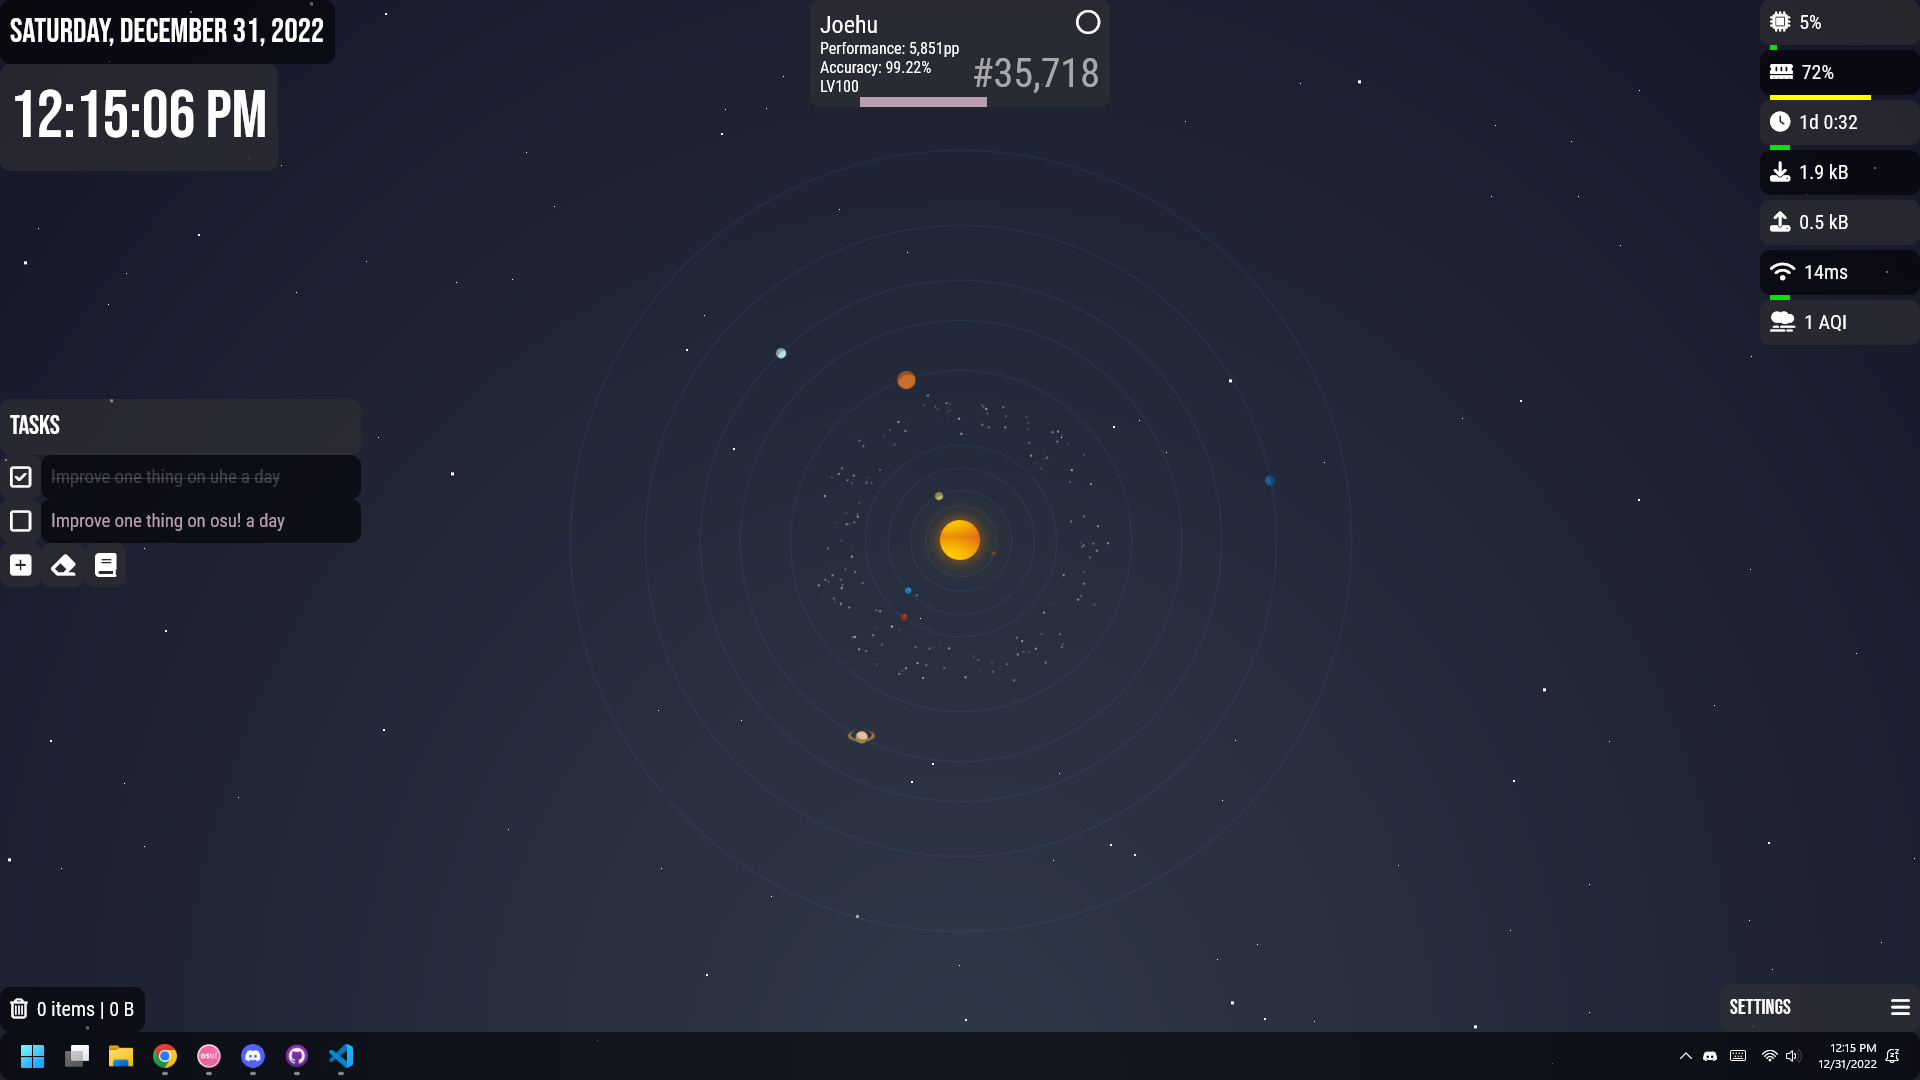 SATURDAY, DECEMBER 31, 2022
12:15:06 PM
Joehu
Performance: 5,851pp
Accuracy: 99.22%
LV100
#35,718
5%
72%
1d 0:32
1.9 kB
0.5 kB
14ms
1 AQI
TASKS
Improve one thing on uhe a day
Improve one thing on osu! a day
0 items | 0 B
SETTINGS
osu!
12:15 PM
12/31/2022